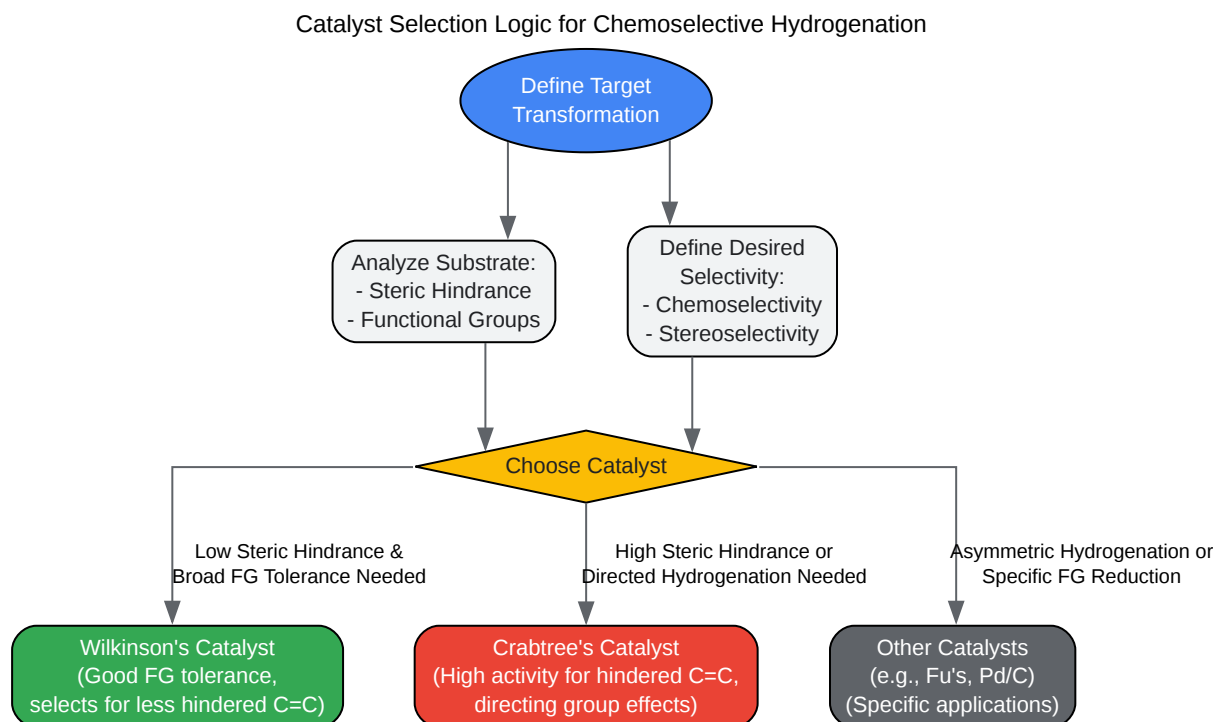 Catalyst Selection Logic for Chemoselective Hydrogenation
Define Target
Transformation
Analyze Substrate:
- Steric Hindrance
- Functional Groups
Define Desired
Selectivity:
- Chemoselectivity
- Stereoselectivity
Choose Catalyst
Low Steric Hindrance &
Broad FG Tolerance Needed
High Steric Hindrance or
Directed Hydrogenation Needed
Asymmetric Hydrogenation or
Specific FG Reduction
Wilkinson's Catalyst
(Good FG tolerance,
selects for less hindered C=C)
Crabtree's Catalyst
(High activity for hindered C=C,
directing group effects)
Other Catalysts
(e.g., Fu's, Pd/C)
(Specific applications)